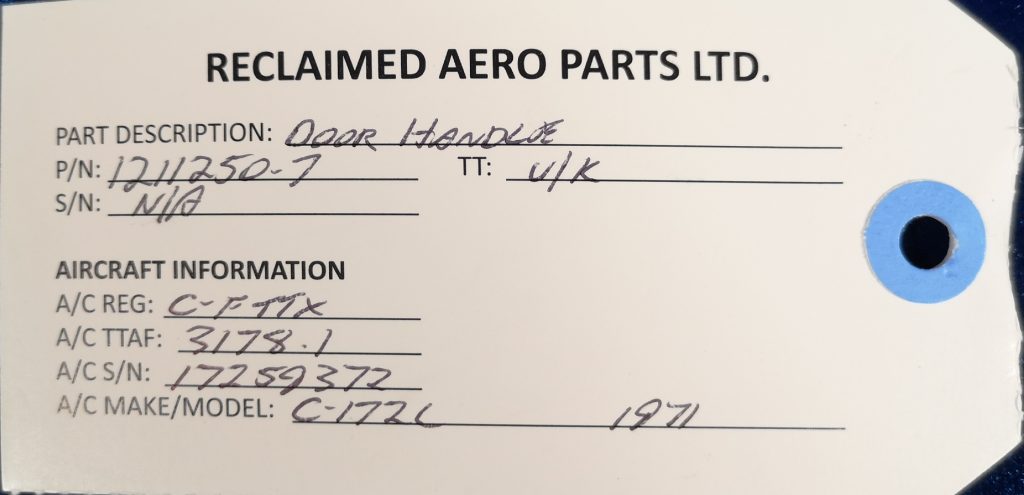 RECLAIMED AERO PARTS LTD.
PART DESCRIPTION: DOOR HANDLE
P/N: 1211250-7 TT: U/K
S/N: N/A
AIRCRAFT INFORMATION
A/C REG: C-FTTX
A/C TTAF: 3178.1
A/C S/N: 17259372
A/C MAKE/MODEL: C-172L 1971